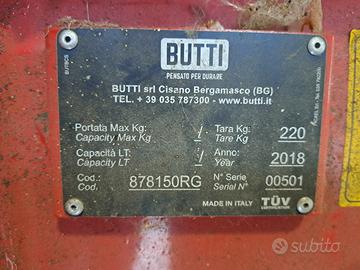 BUTTI
PENSATO PER DURARE
BUTTI srl Cisano Bergamasco (BG)
TEL. + 39 035 787300 - www.butti.it
Portata Max Kg: / Tara Kg: 220
Capacity Max Kg Tare Kg
Capacità LT: / Anno: 2018
Capacity LT Year
Cod.: 878150RG N° Serie 00501
Cod. Serial N°
MADE IN ITALY TÜV
subito